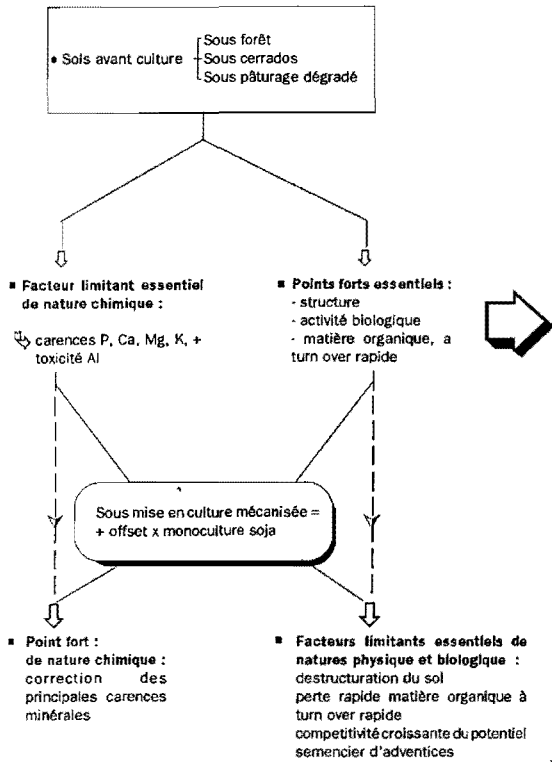 • Sols avant culture
Sous forêt
Sous cerrados
Sous pâturage dégradé
▪ Facteur limitant essentiel
de nature chimique :
carences P, Ca, Mg, K, +
toxicité Al
▪ Points forts essentiels :
- structure
- activité biologique
- matière organique, a
turn over rapide
Sous mise en culture mécanisée =
+ offset x monoculture soja
▪ Point fort :
de nature chimique :
correction des
principales carences
minérales
▪ Facteurs limitants essentiels de
natures physique et biologique :
destructuration du sol
perte rapide matière organique à
turn over rapide
competitivité croissante du potentiel
semencier d'adventices